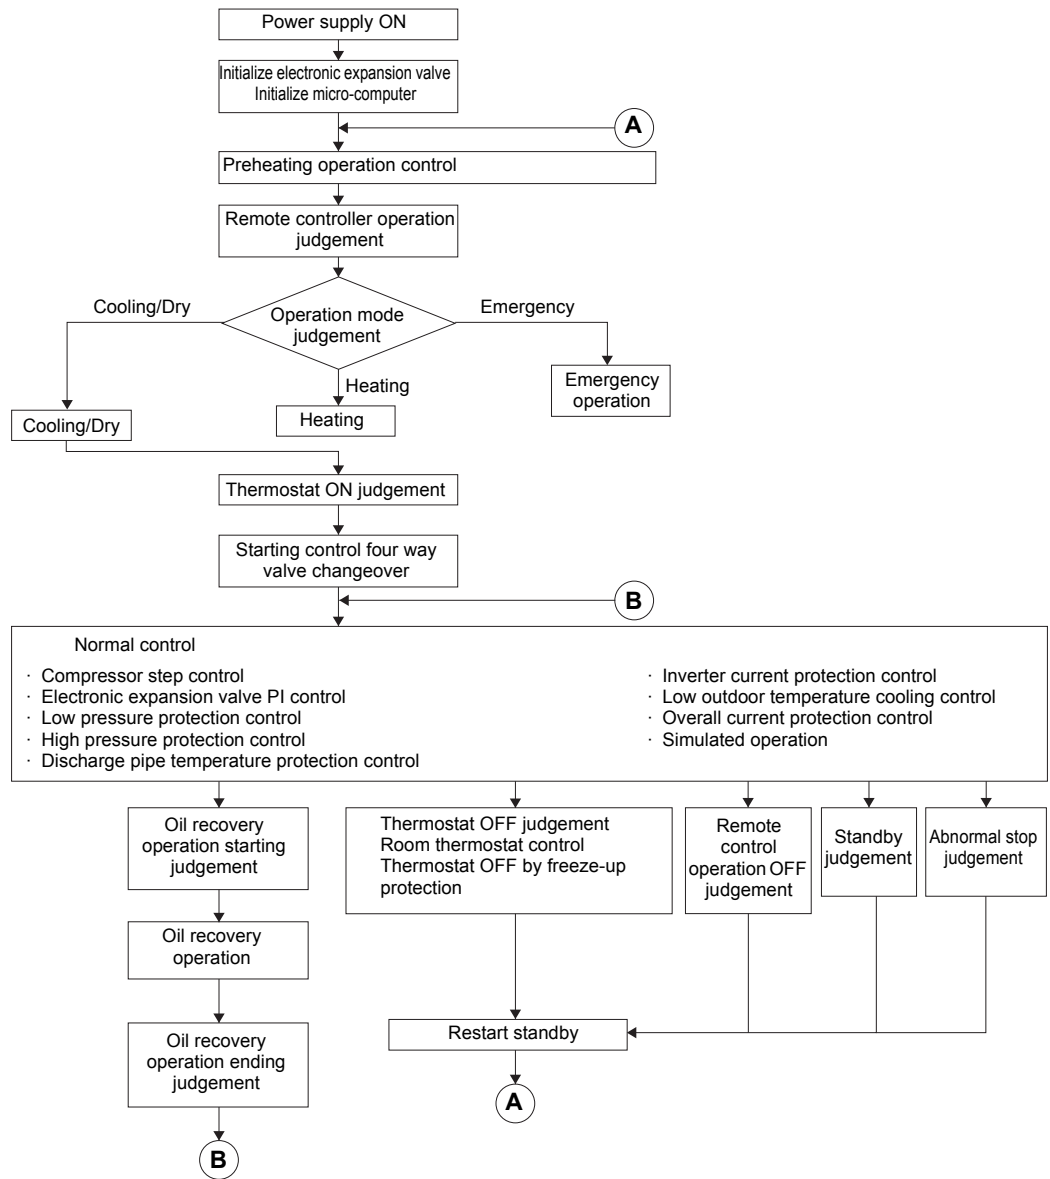 Power supply ON
Initialize electronic expansion valve
Initialize micro-computer
A
Preheating operation control
Remote controller operation
judgement
Cooling/Dry
Operation mode
judgement
Emergency
Heating
Emergency
operation
Cooling/Dry
Heating
Thermostat ON judgement
Starting control four way
valve changeover
B
Normal control
· Compressor step control
· Electronic expansion valve PI control
· Low pressure protection control
· High pressure protection control
· Discharge pipe temperature protection control
· Inverter current protection control
· Low outdoor temperature cooling control
· Overall current protection control
· Simulated operation
Oil recovery
operation starting
judgement
Thermostat OFF judgement
Room thermostat control
Thermostat OFF by freeze-up
protection
Remote
control
operation OFF
judgement
Standby
judgement
Abnormal stop
judgement
Oil recovery
operation
Oil recovery
operation ending
judgement
Restart standby
A
B